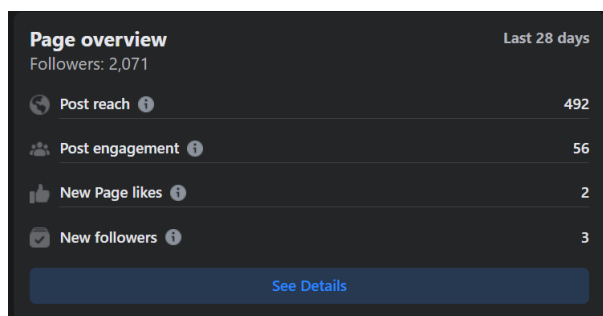 Page overview
Last 28 days
Followers: 2,071
Post reach 492
Post engagement 56
New Page likes 2
New followers 3
See Details